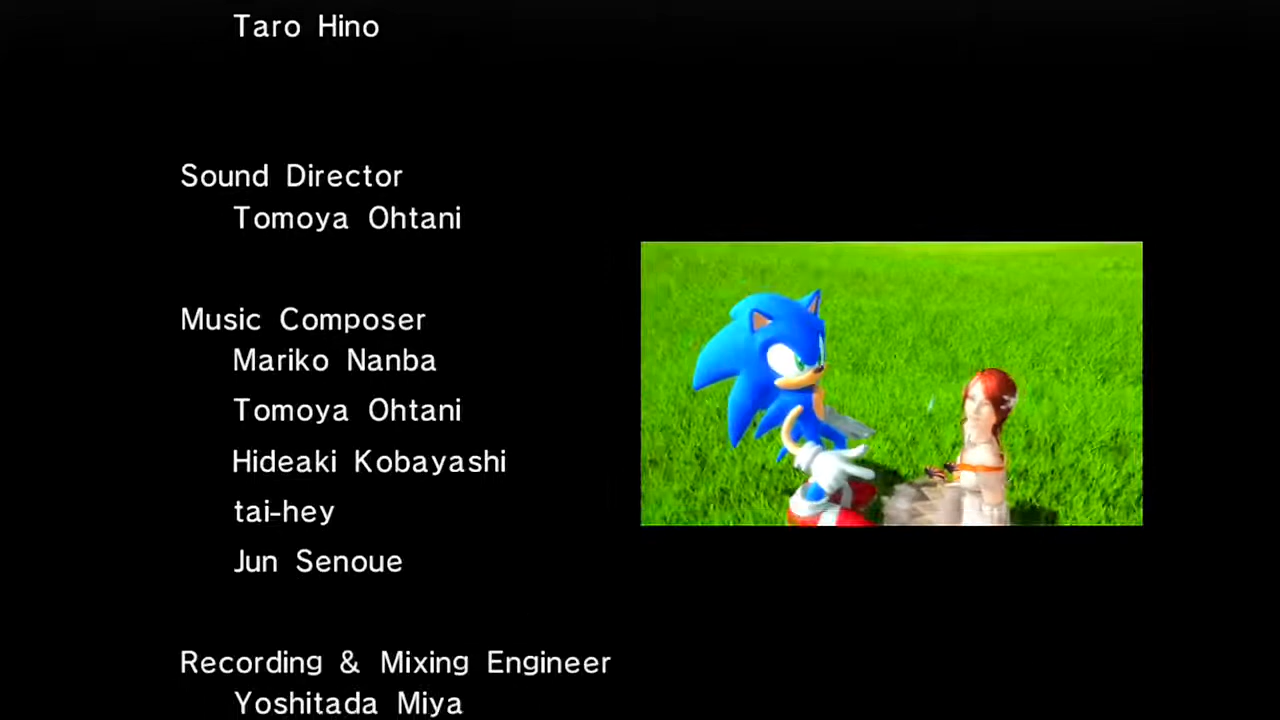 Taro Hino
Sound Director
Tomoya Ohtani
Music Composer
Mariko Nanba
Tomoya Ohtani
Hideaki Kobayashi
tai-hey
Jun Senoue
Recording & Mixing Engineer
Yoshitada Miya